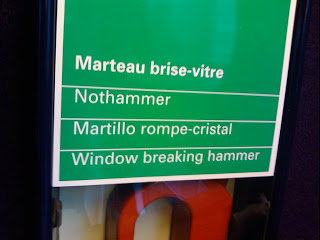 Marteau brise-vitre
Nothammer
Martillo rompe-cristal
Window breaking hammer